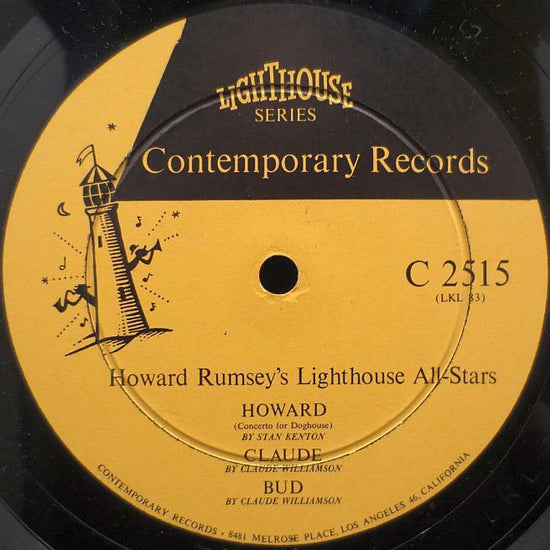 LIGHTHOUSE
SERIES
Contemporary Records
C 2515
(LKL 83)
Howard Rumsey's Lighthouse All-Stars
HOWARD
(Concerto for Doghouse)
BY STAN KENTON
CLAUDE
BY CLAUDE WILLIAMSON
BUD
BY CLAUDE WILLIAMSON
CONTEMPORARY RECORDS • 8481 MELROSE PLACE, LOS ANGELES 46, CALIFORNIA